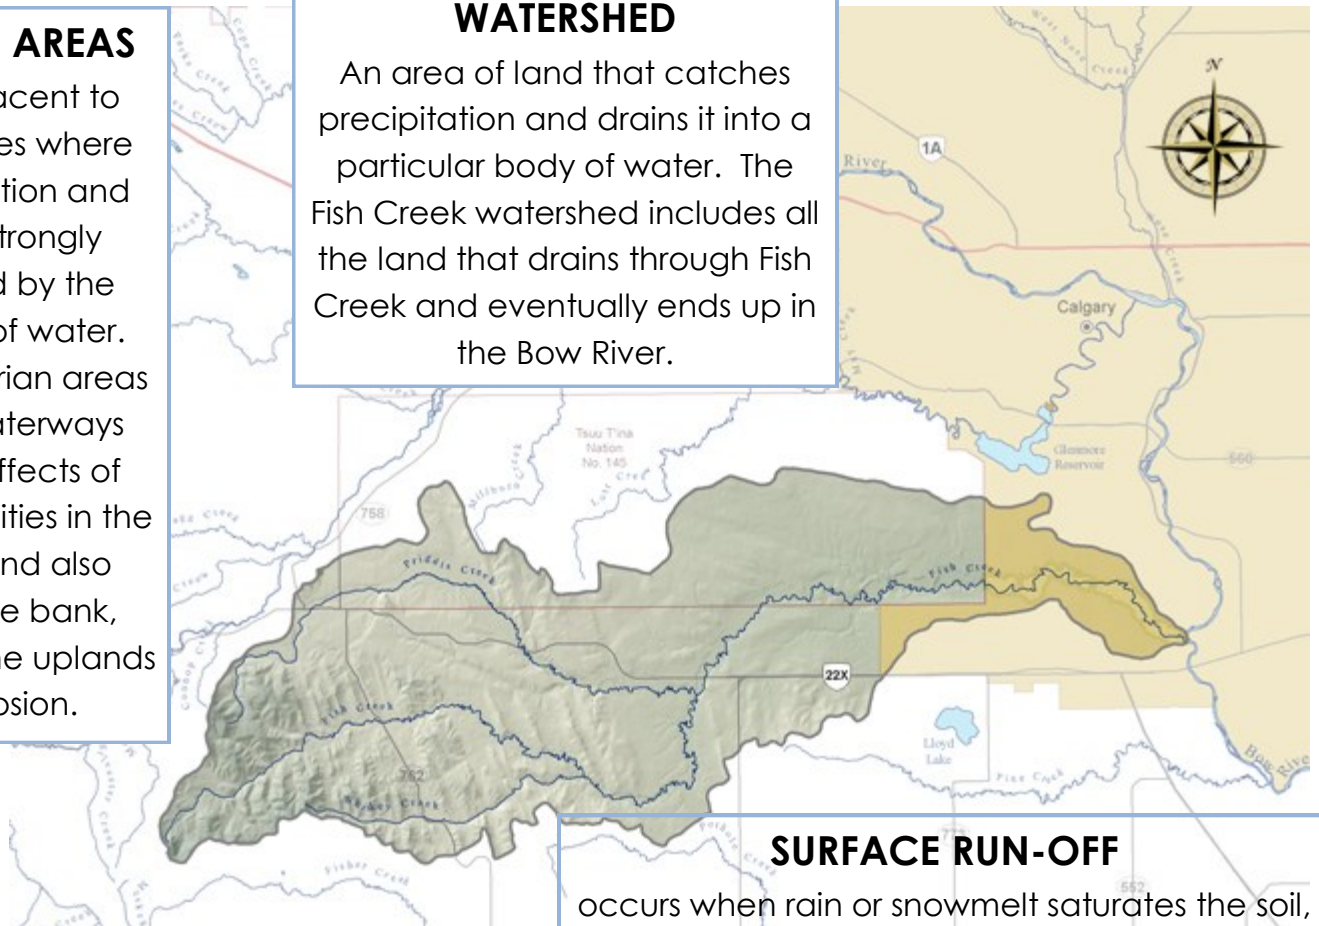 AREAS
acent to
es where
tion and
trongly
d by the
of water.
rian areas
aterways
ffects of
ities in the
nd also
e bank,
he uplands
osion.
WATERSHED
An area of land that catches
precipitation and drains it into a
particular body of water. The
Fish Creek watershed includes all
the land that drains through Fish
Creek and eventually ends up in
the Bow River.
N
1A
River
Calgary
Glenmore
Reservoir
560
Tsuu T'ina
Nation
No. 145
758
Priddis Creek
Fish Creek
22X
Fish Creek
762
Lloyd
Lake
Bow River
Fisher Creek
552
SURFACE RUN-OFF
occurs when rain or snowmelt saturates the soil,